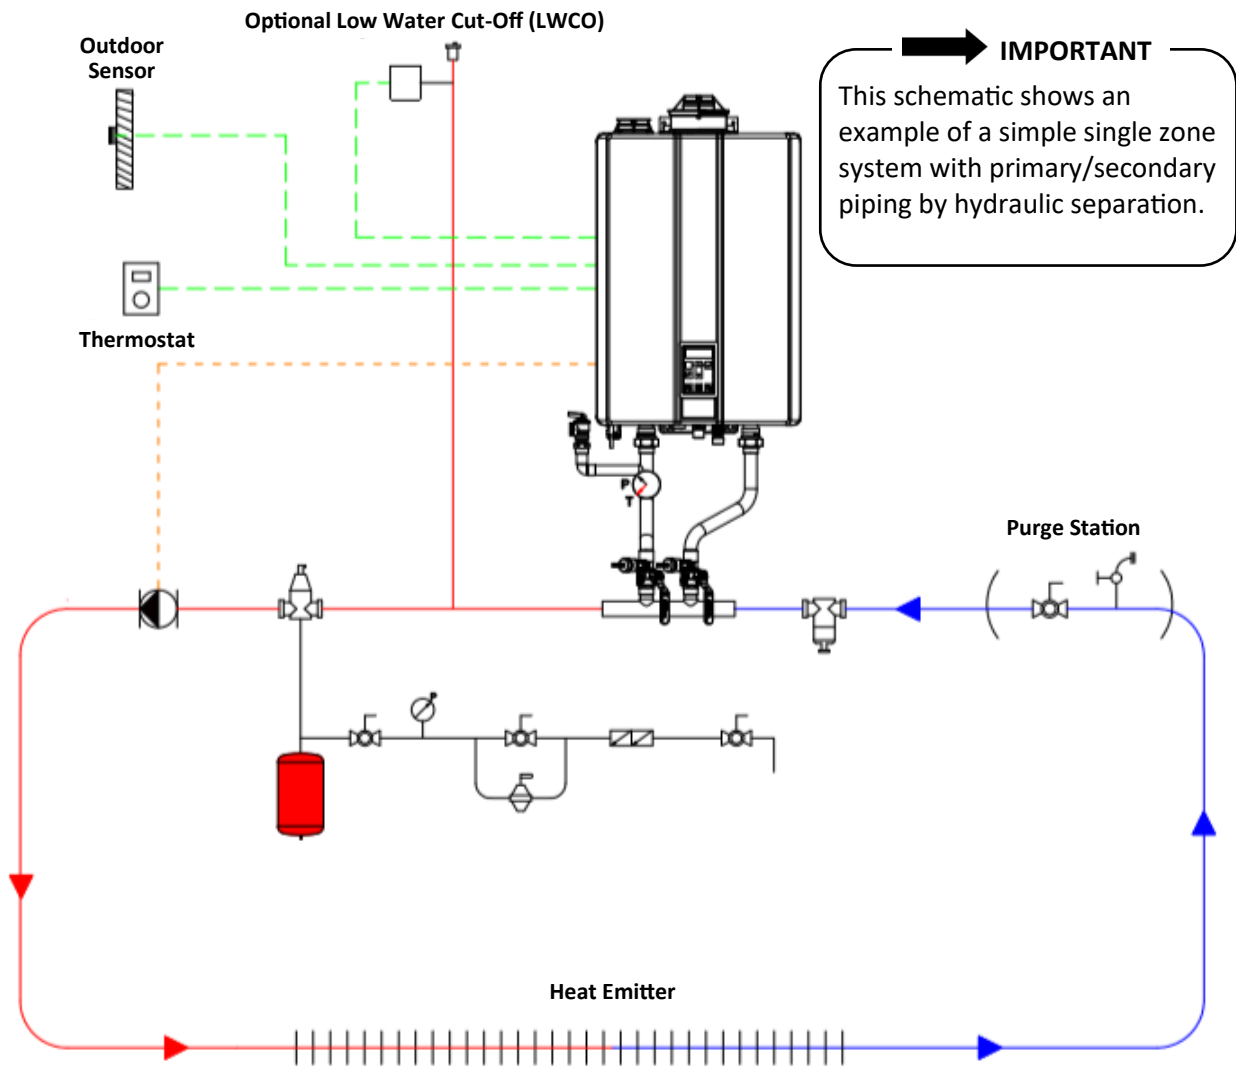 Optional Low Water Cut-Off (LWCO)
Outdoor
Sensor
IMPORTANT
This schematic shows an
example of a simple single zone
system with primary/secondary
piping by hydraulic separation.
Thermostat
P
T
Purge Station
P
Heat Emitter